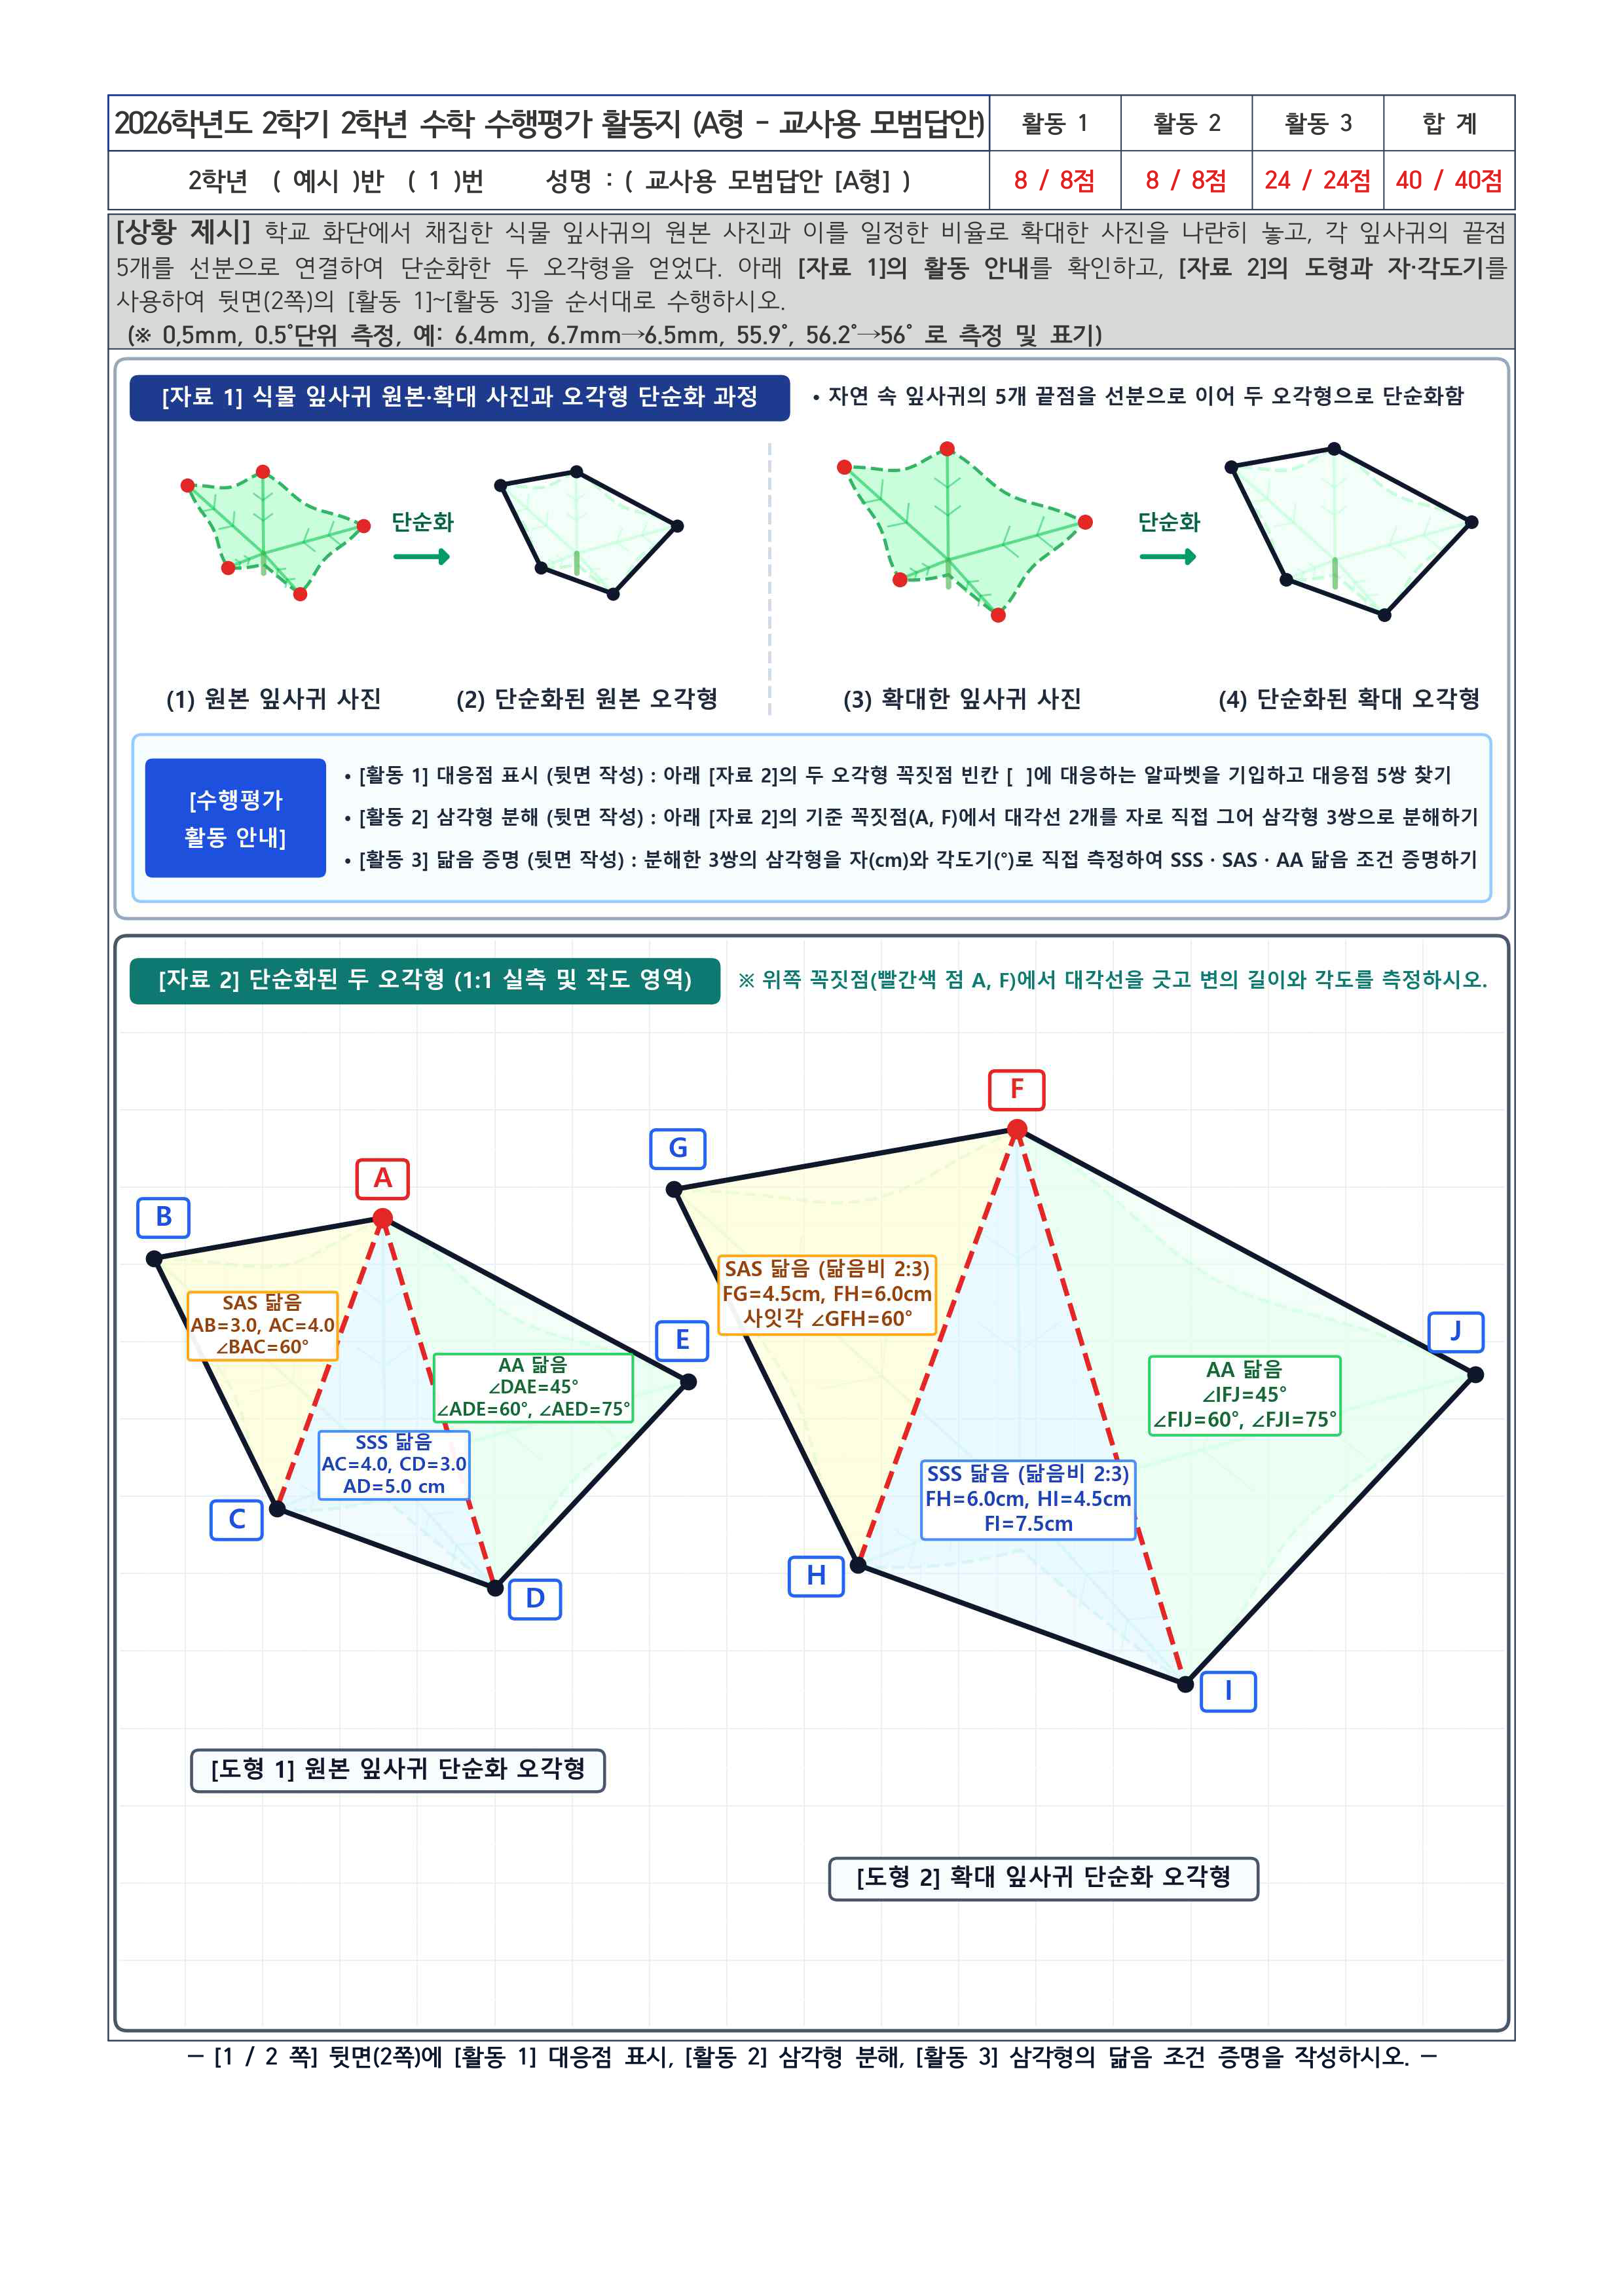 2026학년도 2학기 2학년 수학 수행평가 활동지 (A형 - 교사용 모범답안) 활동 1 활동 2 활동 3 합 계
2학년 ( 예시 )반 ( 1 )번 성명 : ( 교사용 모범답안 [A형] ) 8 / 8점 8 / 8점 24 / 24점 40 / 40점
[상황 제시] 학교 화단에서 채집한 식물 잎사귀의 원본 사진과 이를 일정한 비율로 확대한 사진을 나란히 놓고, 각 잎사귀의 끝점
5개를 선분으로 연결하여 단순화한 두 오각형을 얻었다. 아래 [자료 1]의 활동 안내를 확인하고, [자료 2]의 도형과 자·각도기를
사용하여 뒷면(2쪽)의 [활동 1]~[활동 3]을 순서대로 수행하시오.
(※ 0,5mm, 0.5°단위 측정, 예: 6.4mm, 6.7mm→6.5mm, 55.9°, 56.2°→56° 로 측정 및 표기)
[자료 1] 식물 잎사귀 원본·확대 사진과 오각형 단순화 과정
• 자연 속 잎사귀의 5개 끝점을 선분으로 이어 두 오각형으로 단순화함
단순화
단순화
(1) 원본 잎사귀 사진
(2) 단순화된 원본 오각형
(3) 확대한 잎사귀 사진
(4) 단순화된 확대 오각형
[수행평가
활동 안내]
• [활동 1] 대응점 표시 (뒷면 작성) : 아래 [자료 2]의 두 오각형 꼭짓점 빈칸 [ ]에 대응하는 알파벳을 기입하고 대응점 5쌍 찾기
• [활동 2] 삼각형 분해 (뒷면 작성) : 아래 [자료 2]의 기준 꼭짓점(A, F)에서 대각선 2개를 자로 직접 그어 삼각형 3쌍으로 분해하기
• [활동 3] 닮음 증명 (뒷면 작성) : 분해한 3쌍의 삼각형을 자(cm)와 각도기(°)로 직접 측정하여 SSS · SAS · AA 닮음 조건 증명하기
[자료 2] 단순화된 두 오각형 (1:1 실측 및 작도 영역)
※ 위쪽 꼭짓점(빨간색 점 A, F)에서 대각선을 긋고 변의 길이와 각도를 측정하시오.
F
G
A
B
SAS 닮음 (닮음비 2:3)
FG=4.5cm, FH=6.0cm
사잇각 ∠GFH=60°
SAS 닮음
AB=3.0, AC=4.0
∠BAC=60°
E
J
AA 닮음
∠DAE=45°
∠ADE=60°, ∠AED=75°
AA 닮음
∠IFJ=45°
∠FIJ=60°, ∠FJI=75°
SSS 닮음
AC=4.0, CD=3.0
AD=5.0 cm
SSS 닮음 (닮음비 2:3)
FH=6.0cm, HI=4.5cm
FI=7.5cm
C
H
D
I
[도형 1] 원본 잎사귀 단순화 오각형
[도형 2] 확대 잎사귀 단순화 오각형
─ [1 / 2 쪽] 뒷면(2쪽)에 [활동 1] 대응점 표시, [활동 2] 삼각형 분해, [활동 3] 삼각형의 닮음 조건 증명을 작성하시오. ─